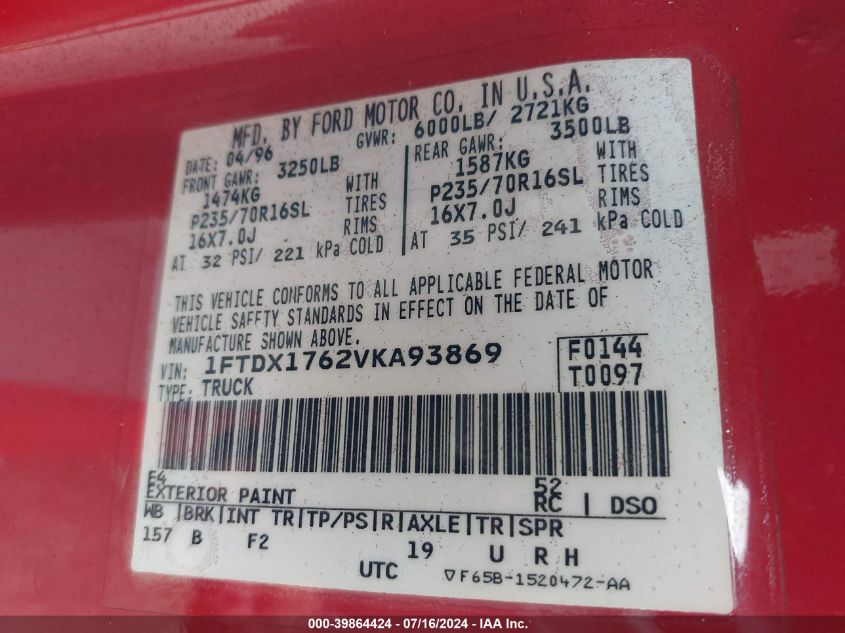 MFD. BY FORD MOTOR CO. IN U.S.A.
DATE: 04/96 GVWR: 6000LB/ 2721KG
FRONT GAWR: 3250LB REAR GAWR: 3500LB
1474KG WITH 1587KG WITH
P235/70R16SL TIRES P235/70R16SL TIRES
16X7.0J RIMS 16X7.0J RIMS
AT 32 PSI/ 221 kPa COLD AT 35 PSI/ 241 kPa COLD
THIS VEHICLE CONFORMS TO ALL APPLICABLE FEDERAL MOTOR
VEHICLE SAFETY STANDARDS IN EFFECT ON THE DATE OF
MANUFACTURE SHOWN ABOVE.
VIN: 1FTDX1762VKA93869 F0144
TYPE: TRUCK T0097
E4 52
EXTERIOR PAINT RC | DSO
WB |BRK|INT TR|TP/PS|R|AXLE|TR|SPR
157 B F2 19 U R H
UTC ▽F65B-1520472-AA
000-39864424 - 07/16/2024 - IAAI.com